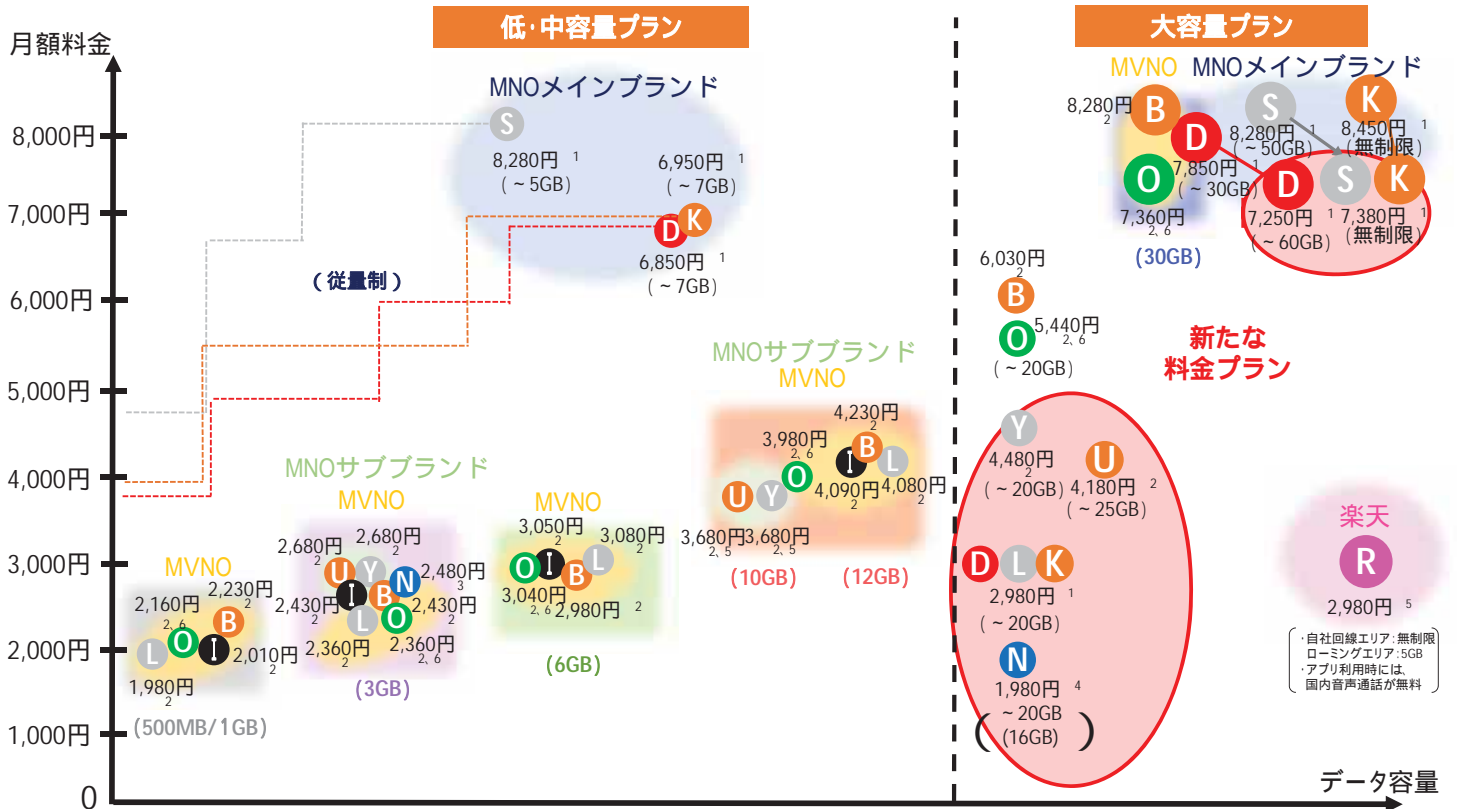 低・中容量プラン
大容量プラン
月額料金
8,000円
7,000円
6,000円
5,000円
4,000円
3,000円
2,000円
1,000円
0
データ容量
MNOメインブランド
S
8,280円 1
(~5GB)
6,950円 1
(~7GB)
D
K
6,850円 1
(~7GB)
(従量制)
MVNO
2,160円
2、6
2,230円
2
L
O
I
B
2,010円
2
1,980円
2
(500MB/1GB)
MNOサブブランド
MVNO
2,680円
2
2,680円
2
U
Y
N
2,480円
3
I
B
2,430円
2
2,430円
2
L
O
2,360円
2
2,360円
2、6
(3GB)
MVNO
3,050円
2
3,080円
2
O
I
B
L
3,040円
2、6
2,980円 2
(6GB)
MNOサブブランド
MVNO
4,230円
2
3,980円
2、6
U
Y
O
I
B
L
4,090円
2
4,080円
2
3,680円
2、5
3,680円
2、5
(10GB)
(12GB)
MVNO
MNOメインブランド
8,280円
2
B
D
S
K
8,280円 1
(~50GB)
8,450円 1
(無制限)
O
7,850円 1
(~30GB)
7,360円
2、6
(30GB)
D
S
K
7,250円 1
(~60GB)
7,380円 1
(無制限)
6,030円
2
B
O
5,440円
2、6
(~20GB)
新たな
料金プラン
Y
4,480円
2
(~20GB)
U
4,180円 2
(~25GB)
D
L
K
2,980円 1
(~20GB)
N
1,980円 4
(~20GB
(16GB))
楽天
R
2,980円 5
・自社回線エリア:無制限
ローミングエリア:5GB
・アプリ利用時には、
国内音声通話が無料